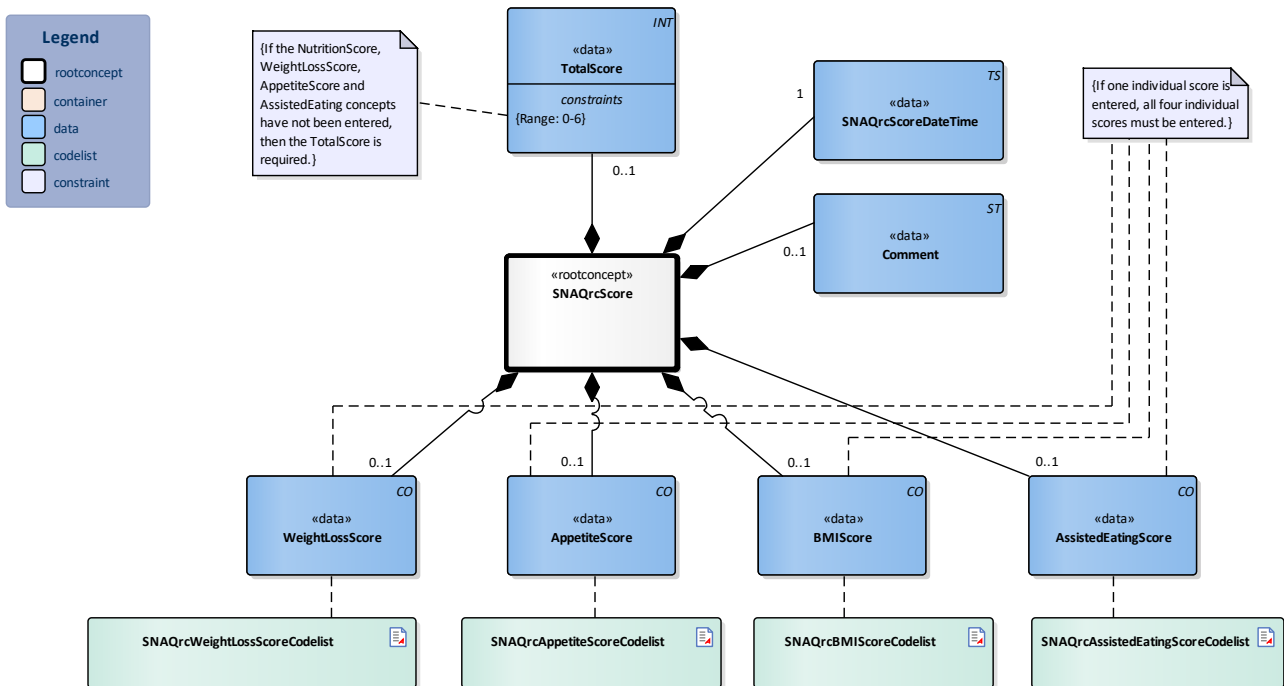 Legend
rootconcept
container
data
codelist
constraint
{If the NutritionScore,
WeightLossScore,
AppetiteScore and
AssistedEating concepts
have not been entered,
then the TotalScore is
required.}
INT
«data»
TotalScore
constraints
{Range: 0-6}
0..1
TS
«data»
SNAQrcScoreDateTime
1
ST
«data»
Comment
0..1
{If one individual score is
entered, all four individual
scores must be entered.}
«rootconcept»
SNAQrcScore
0..1
0..1
0..1
0..1
CO
«data»
WeightLossScore
CO
«data»
AppetiteScore
CO
«data»
BMIScore
CO
«data»
AssistedEatingScore
SNAQrcWeightLossScoreCodelist
SNAQrcAppetiteScoreCodelist
SNAQrcBMIScoreCodelist
SNAQrcAssistedEatingScoreCodelist